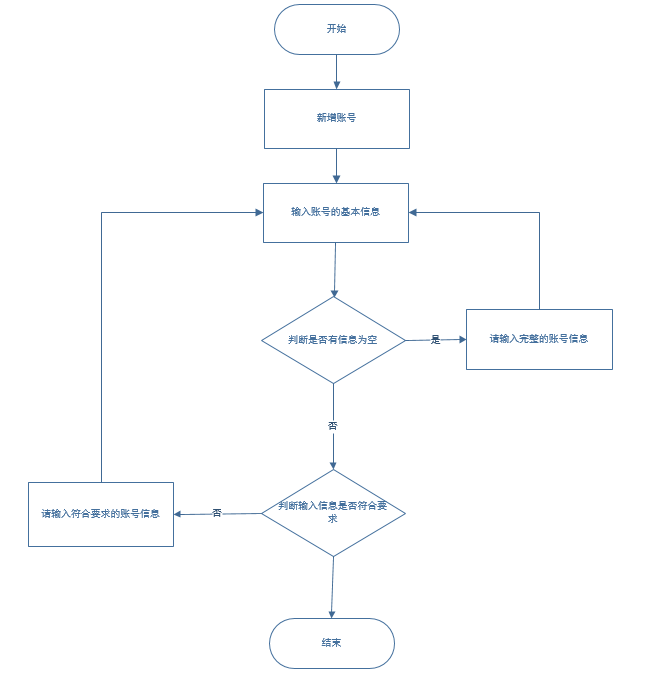 开始
新增账号
输入账号的基本信息
判断是否有信息为空
是
请输入完整的账号信息
否
判断输入信息是否符合要
求
否
请输入符合要求的账号信息
结束